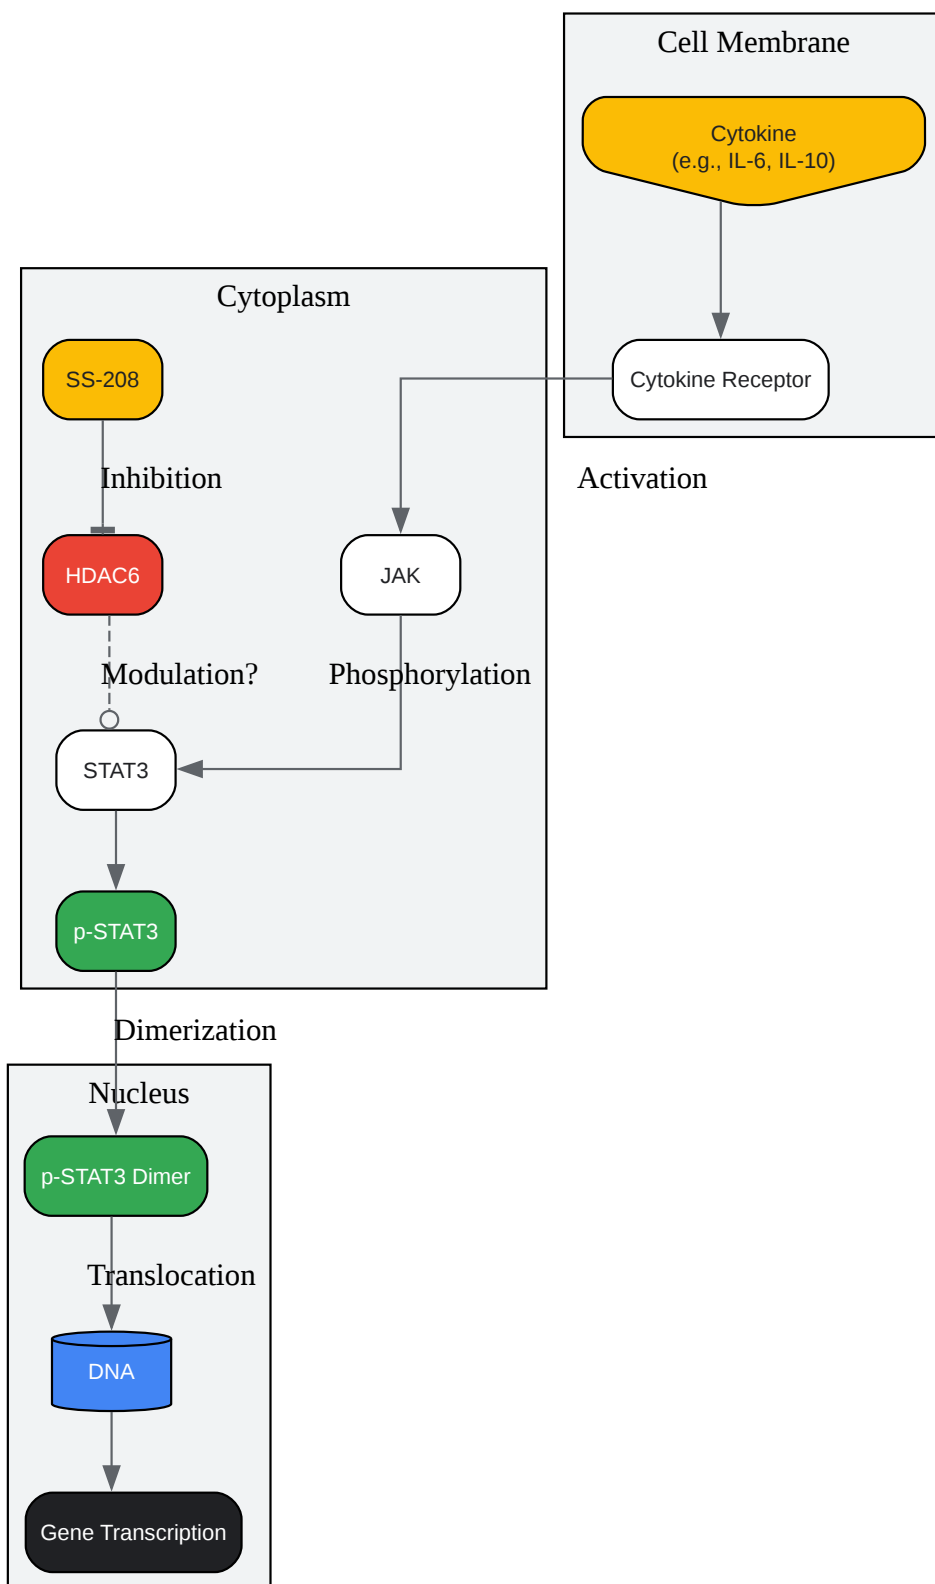 Cell Membrane
Cytokine
(e.g., IL-6, IL-10)
Cytoplasm
SS-208
Cytokine Receptor
Inhibition
Activation
HDAC6
JAK
Modulation?
Phosphorylation
STAT3
p-STAT3
Dimerization
Nucleus
p-STAT3 Dimer
Translocation
DNA
Gene Transcription